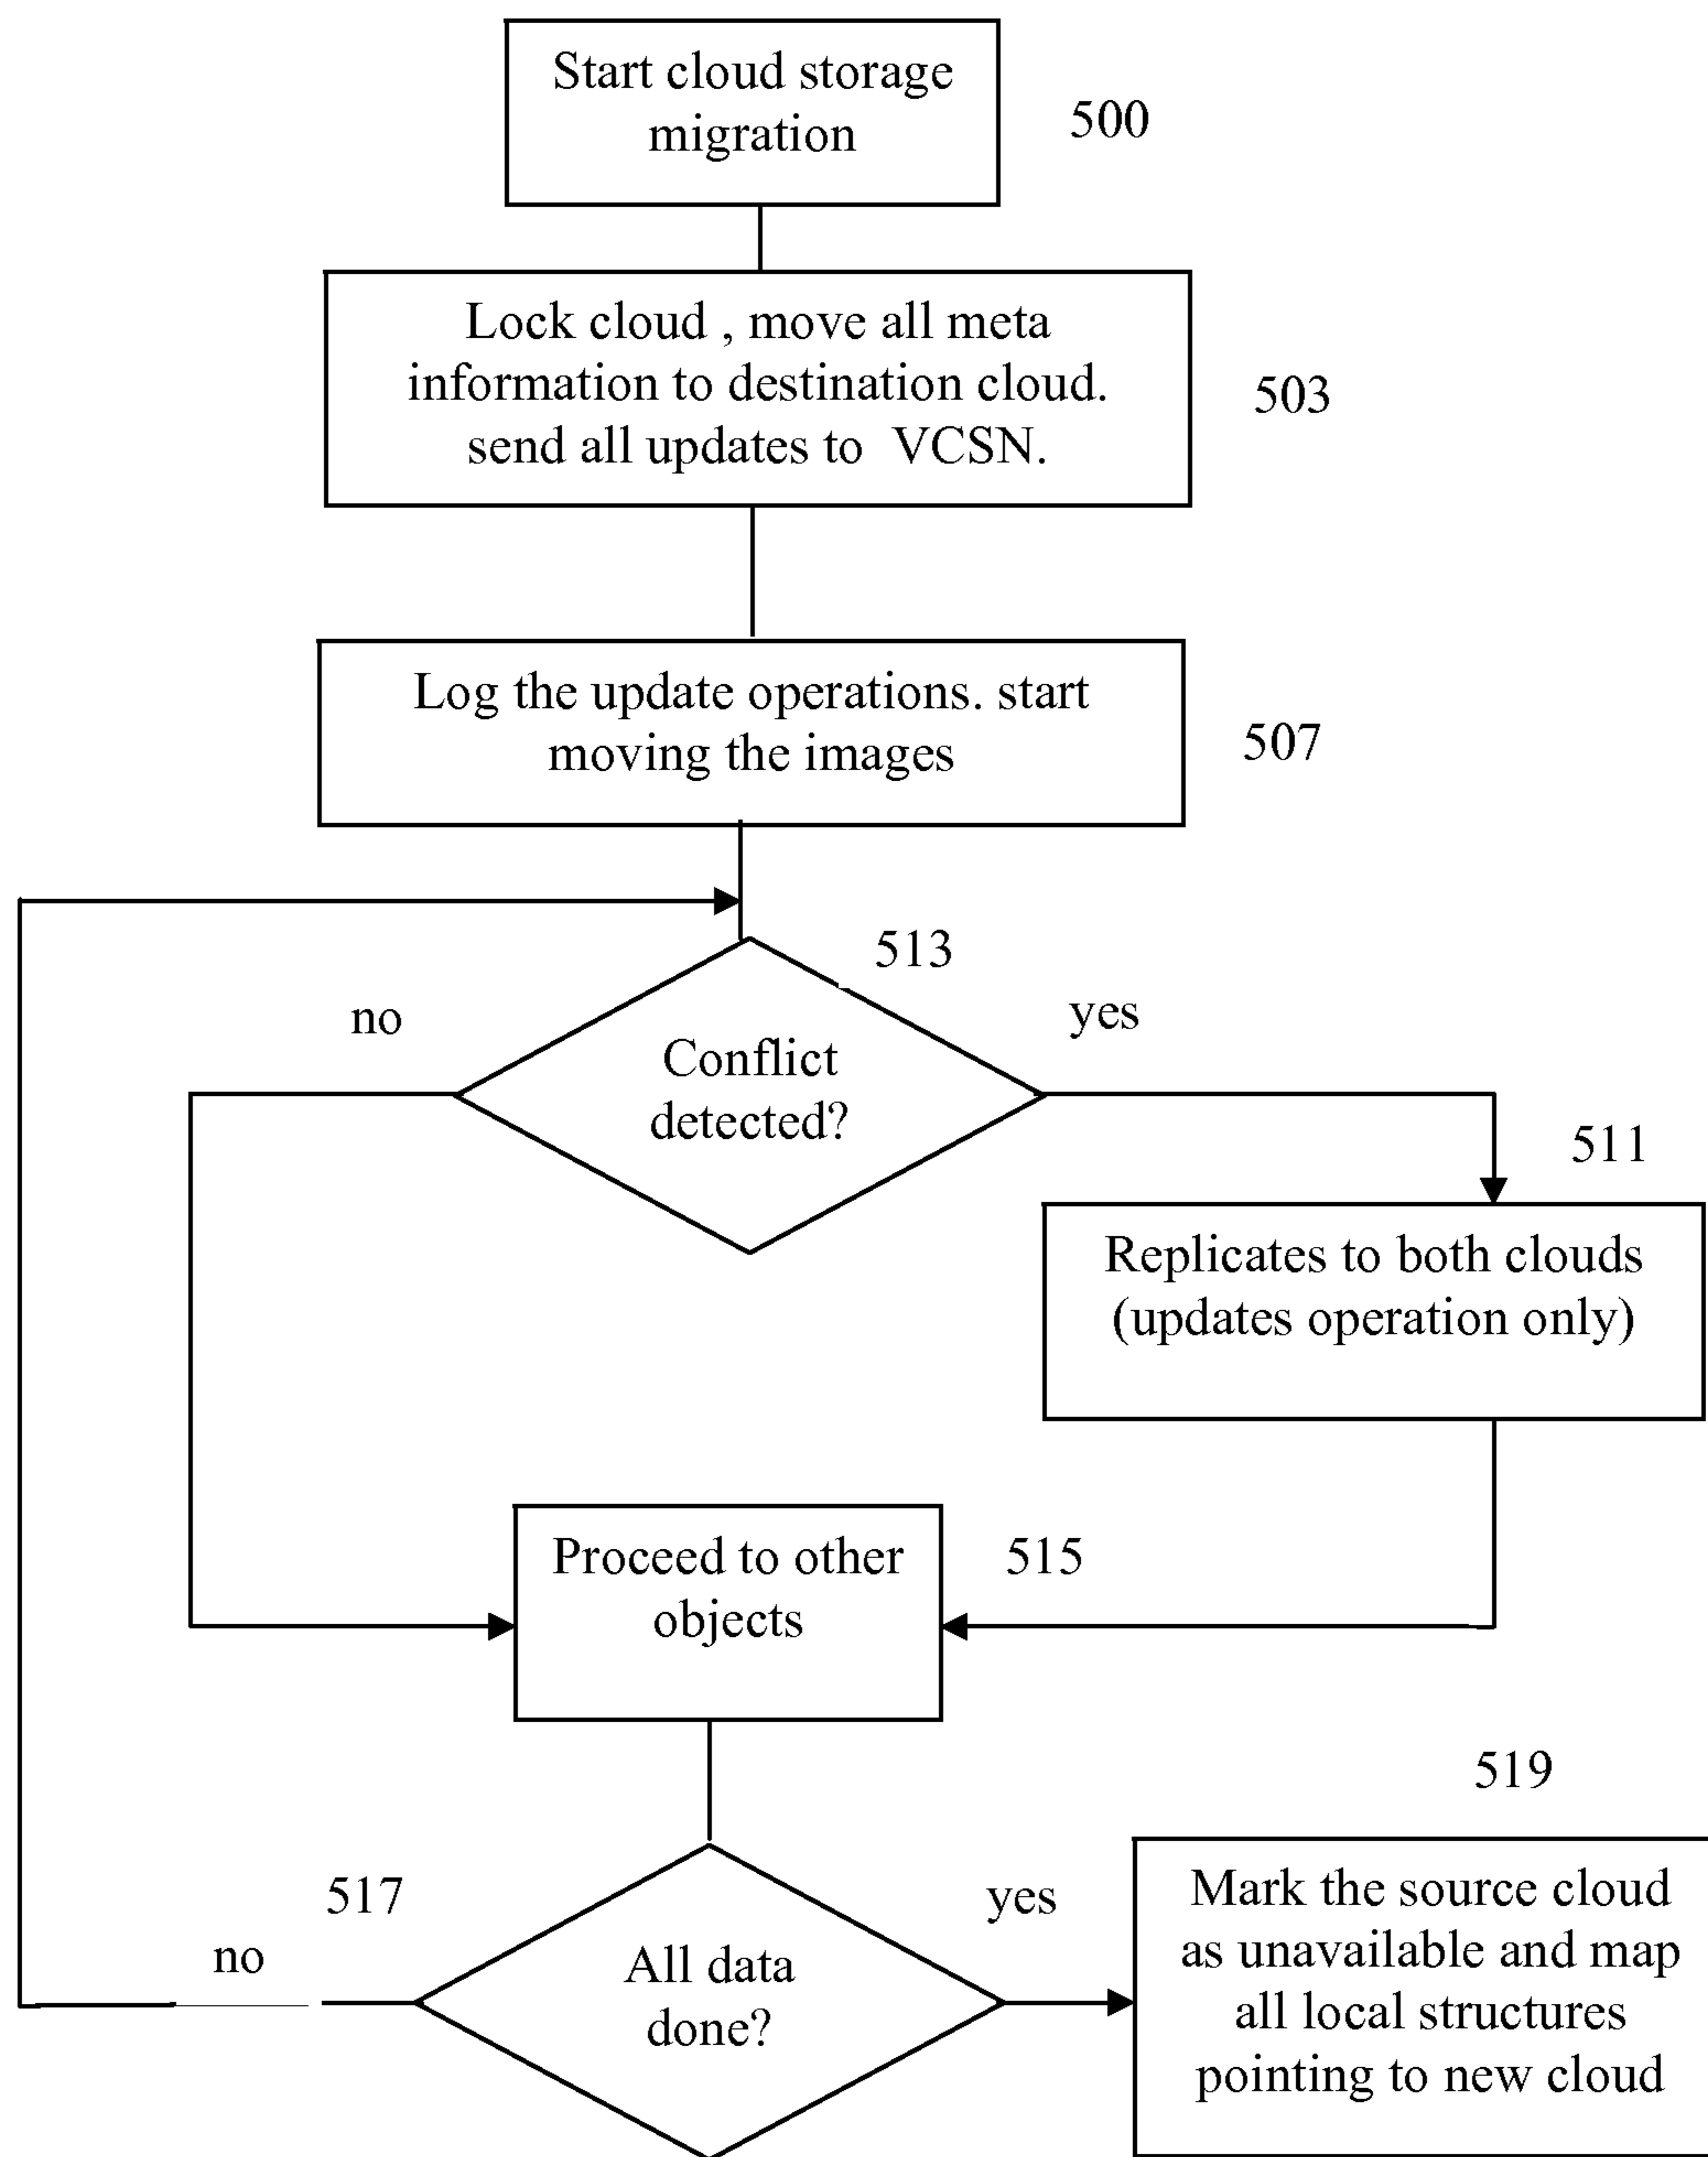 Start cloud storage
migration
500
Lock cloud , move all meta
information to destination cloud.
send all updates to VCSN.
503
Log the update operations. start
moving the images
507
513
no
yes
Conflict
detected?
511
Replicates to both clouds
(updates operation only)
Proceed to other
objects
515
519
517
yes
no
All data
done?
Mark the source cloud
as unavailable and map
all local structures
pointing to new cloud